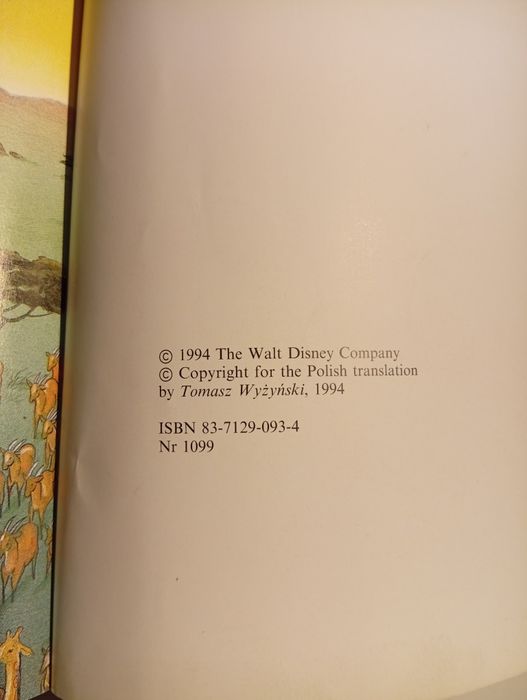 © 1994 The Walt Disney Company
© Copyright for the Polish translation
by Tomasz Wyżyński, 1994
ISBN 83-7129-093-4
Nr 1099